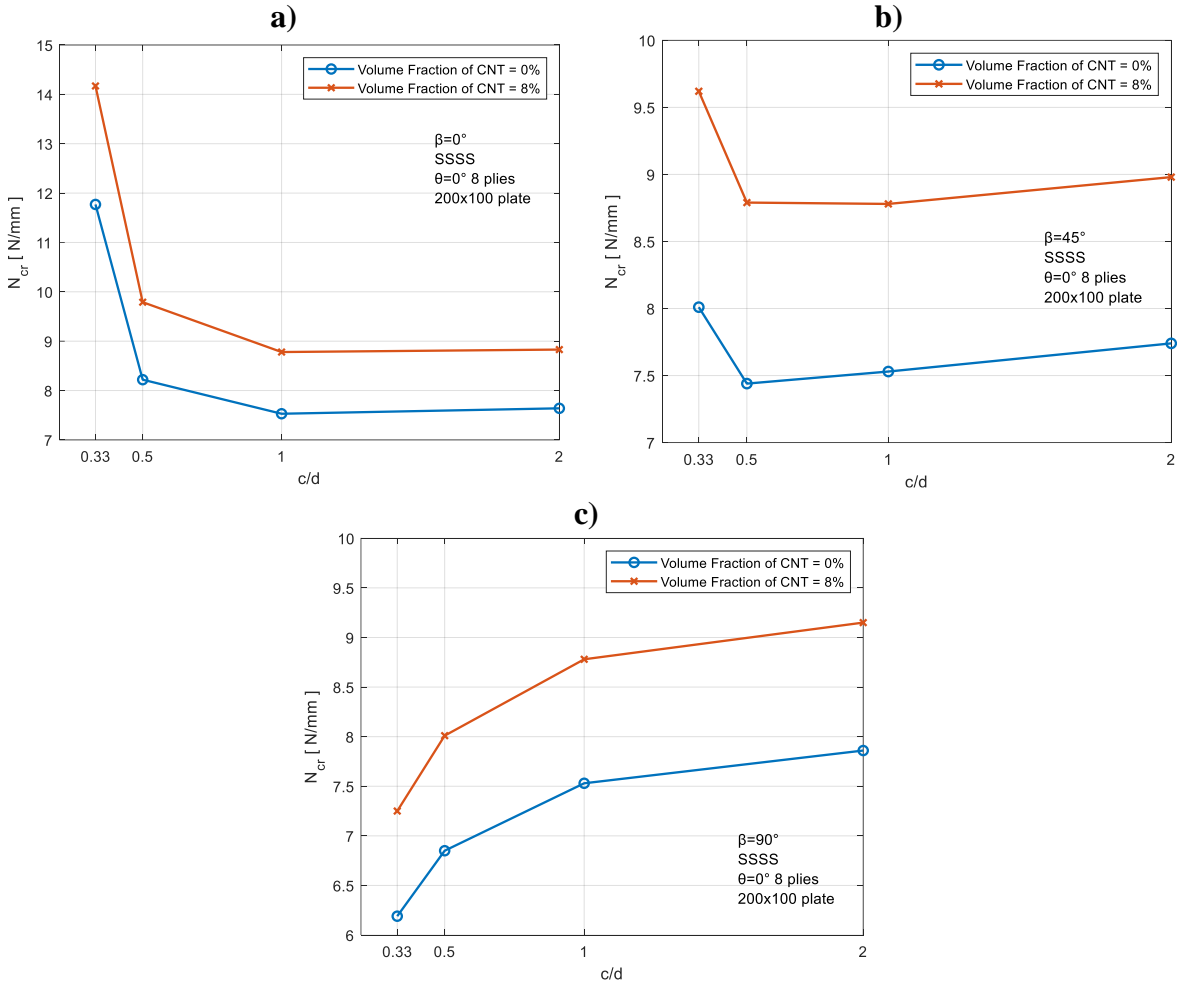 a)
15
14
13
12
11
10
9
8
7
N_cr [ N/mm ]
Volume Fraction of CNT = 0%
Volume Fraction of CNT = 8%
β=0°
SSSS
θ=0° 8 plies
200x100 plate
0.33 0.5 1 2
c/d
b)
10
9.5
9
8.5
8
7.5
7
N_cr [ N/mm ]
Volume Fraction of CNT = 0%
Volume Fraction of CNT = 8%
β=45°
SSSS
θ=0° 8 plies
200x100 plate
0.33 0.5 1 2
c/d
c)
10
9.5
9
8.5
8
7.5
7
6.5
6
N_cr [ N/mm ]
Volume Fraction of CNT = 0%
Volume Fraction of CNT = 8%
β=90°
SSSS
θ=0° 8 plies
200x100 plate
0.33 0.5 1 2
c/d